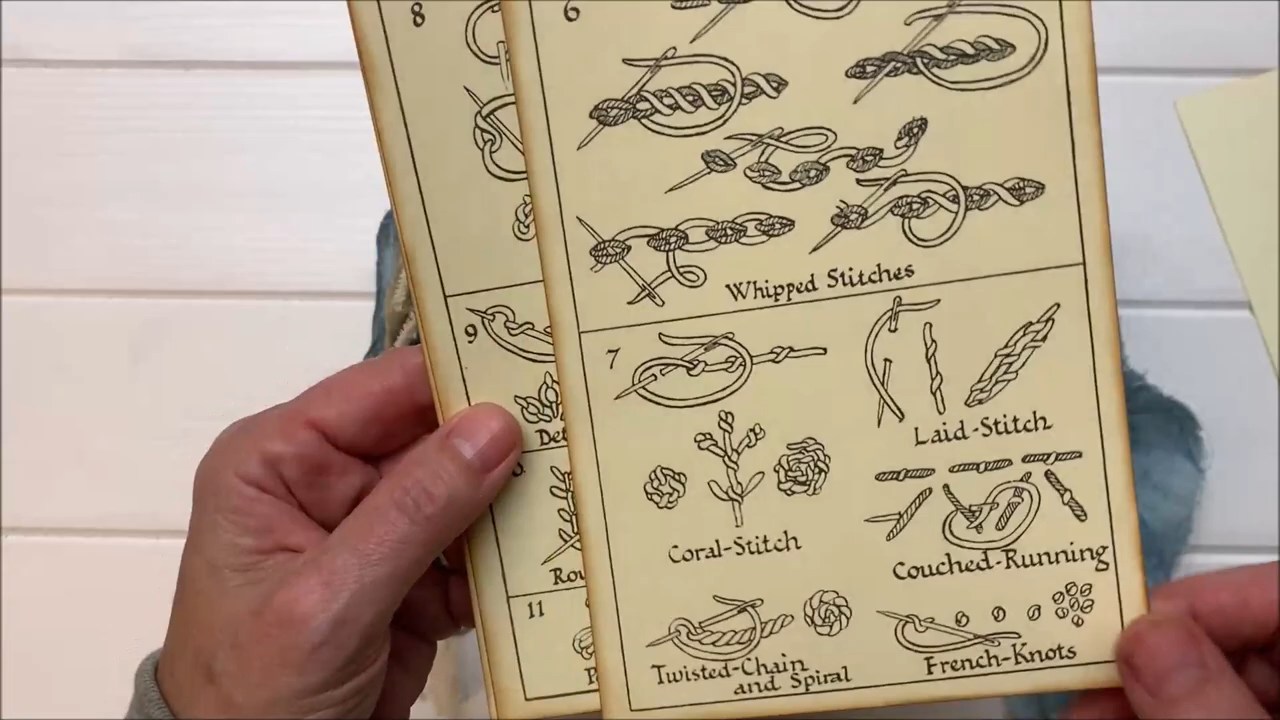 8
6
Whipped Stitches
9
7
Laid-Stitch
Coral-Stitch
Couched-Running
11
Twisted-Chain
and Spiral
French-Knots